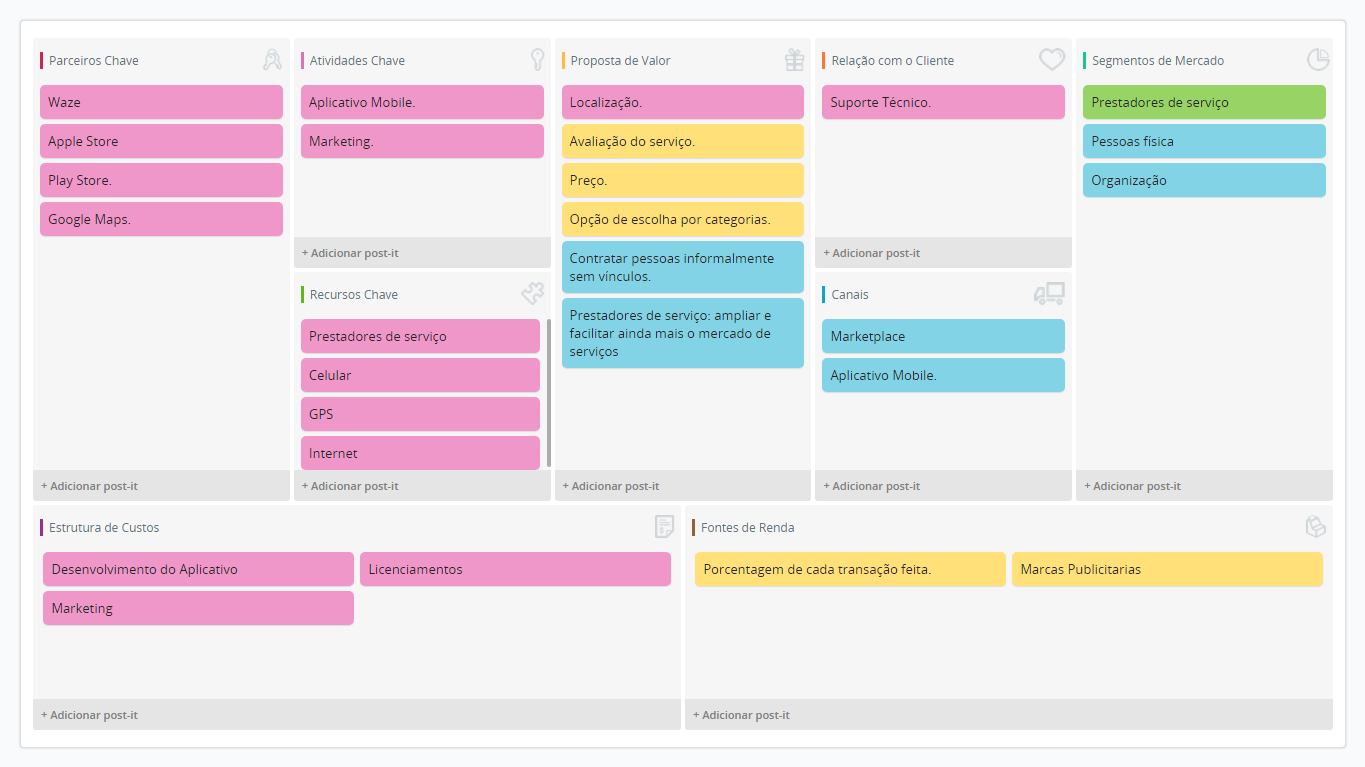 Parceiros Chave
Waze
Apple Store
Play Store.
Google Maps.
+ Adicionar post-it
Atividades Chave
Aplicativo Mobile.
Marketing.
+ Adicionar post-it
Recursos Chave
Prestadores de serviço
Celular
GPS
Internet
+ Adicionar post-it
Proposta de Valor
Localização.
Avaliação do serviço.
Preço.
Opção de escolha por categorias.
Contratar pessoas informalmente
sem vínculos.
Prestadores de serviço: ampliar e
facilitar ainda mais o mercado de
serviços
+ Adicionar post-it
Relação com o Cliente
Suporte Técnico.
+ Adicionar post-it
Canais
Marketplace
Aplicativo Mobile.
+ Adicionar post-it
Segmentos de Mercado
Prestadores de serviço
Pessoas física
Organização
+ Adicionar post-it
Estrutura de Custos
Desenvolvimento do Aplicativo
Licenciamentos
Marketing
+ Adicionar post-it
Fontes de Renda
Porcentagem de cada transação feita.
Marcas Publicitarias
+ Adicionar post-it